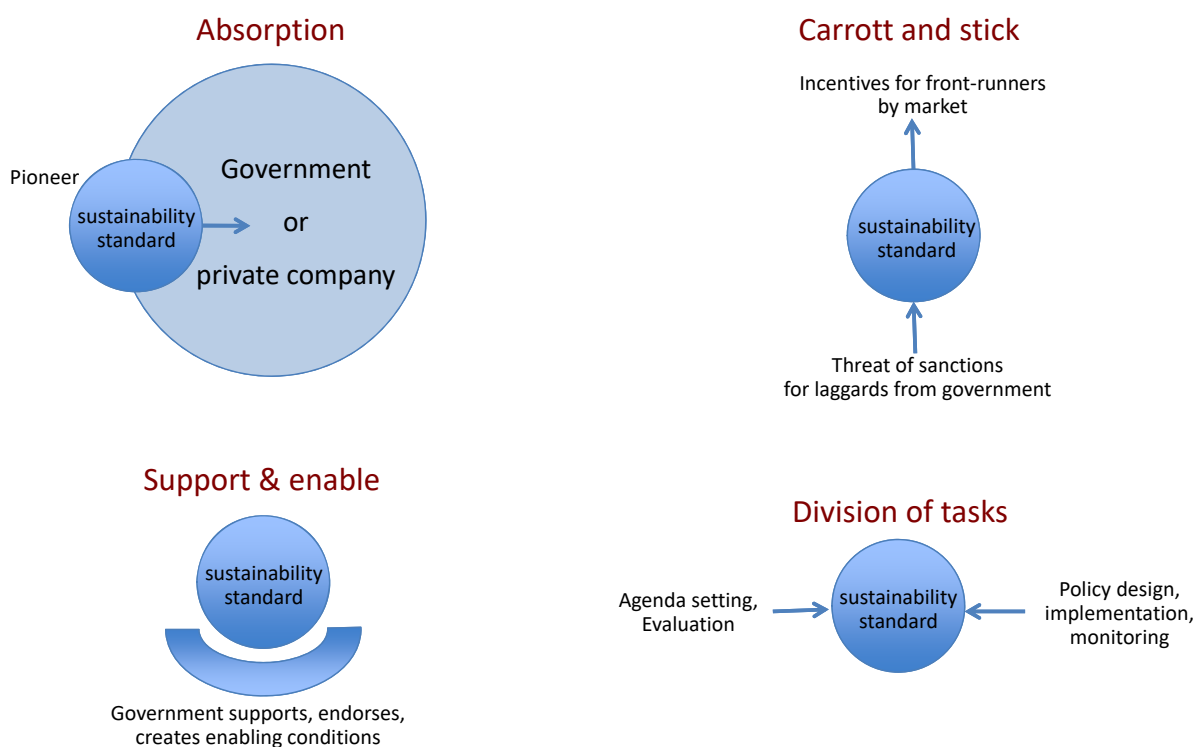 Absorption
Pioneer
sustainability
standard
Government
or
private company
Carrott and stick
Incentives for front-runners
by market
sustainability
standard
Threat of sanctions
for laggards from government
Support & enable
sustainability
standard
Government supports, endorses,
creates enabling conditions
Division of tasks
Agenda setting,
Evaluation
sustainability
standard
Policy design,
implementation,
monitoring